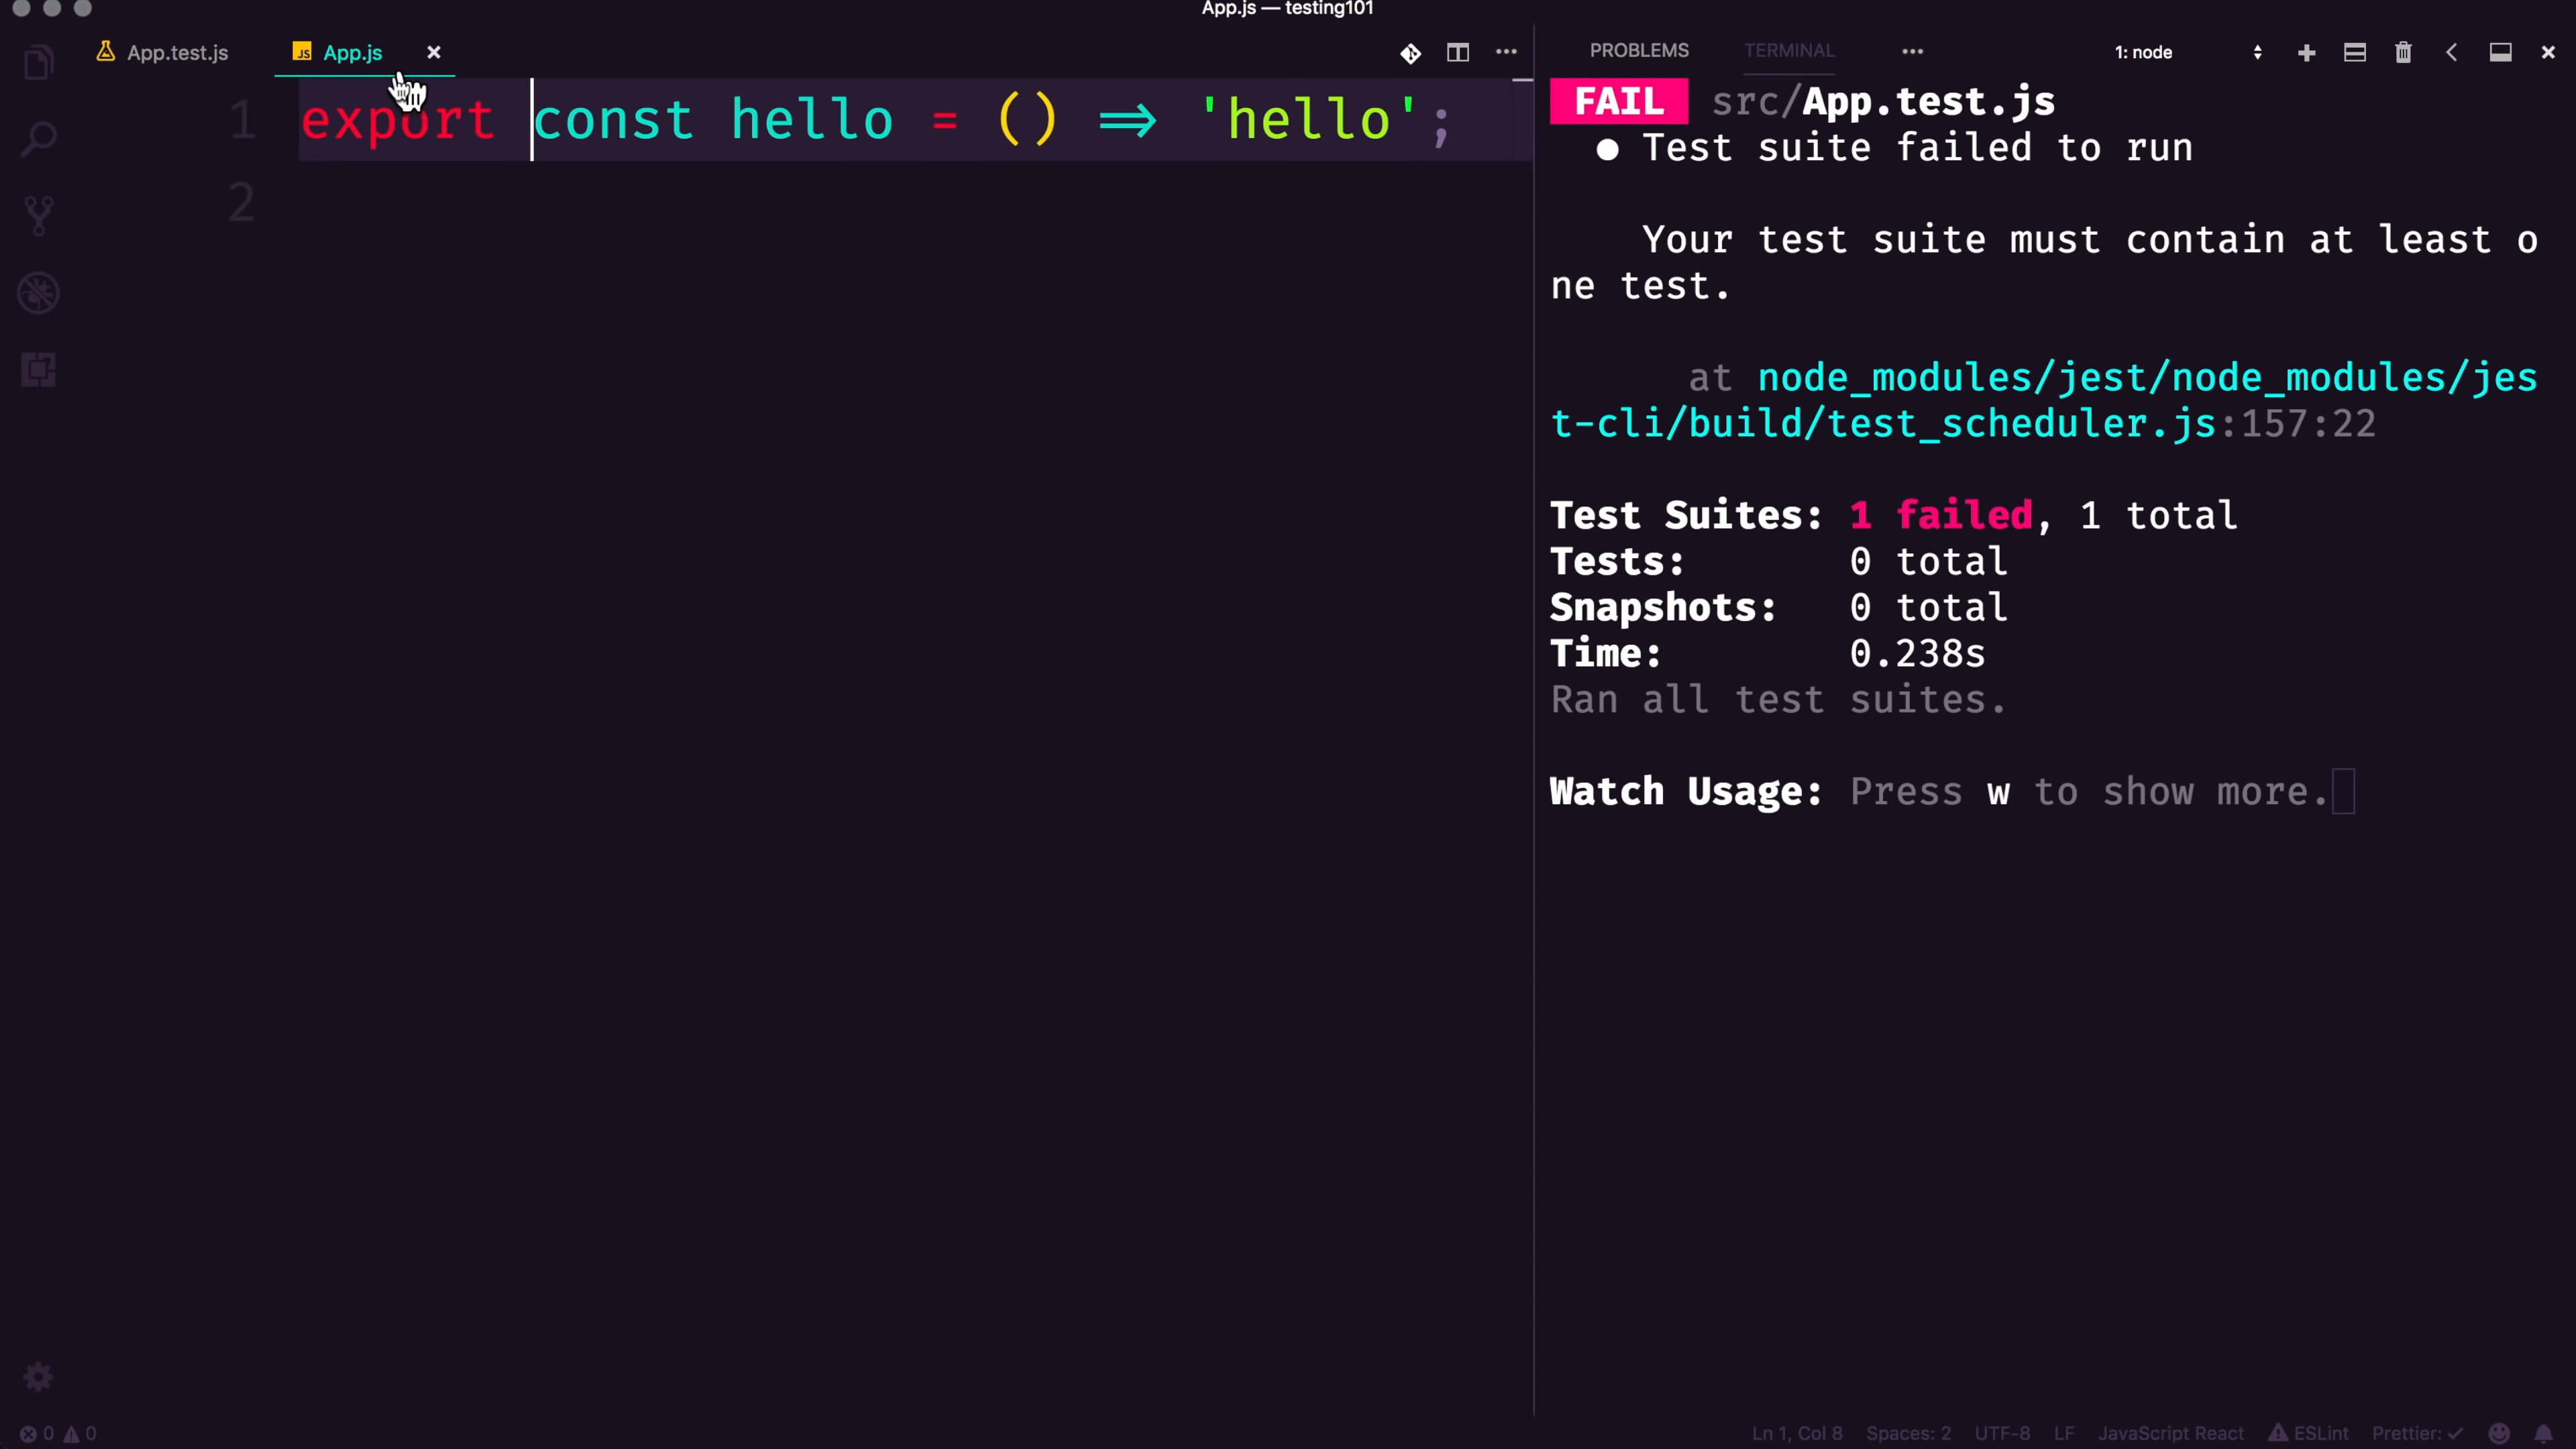 App.js — testing101
App.test.js
App.js
PROBLEMS
TERMINAL
1: node
1 export const hello = () => 'hello';
2
FAIL src/App.test.js
● Test suite failed to run
Your test suite must contain at least o
ne test.
at node_modules/jest/node_modules/jes
t-cli/build/test_scheduler.js:157:22
Test Suites: 1 failed, 1 total
Tests: 0 total
Snapshots: 0 total
Time: 0.238s
Ran all test suites.
Watch Usage: Press w to show more.
0 0
Ln 1, Col 8 Spaces: 2 UTF-8 LF JavaScript React ESLint Prettier: ✓